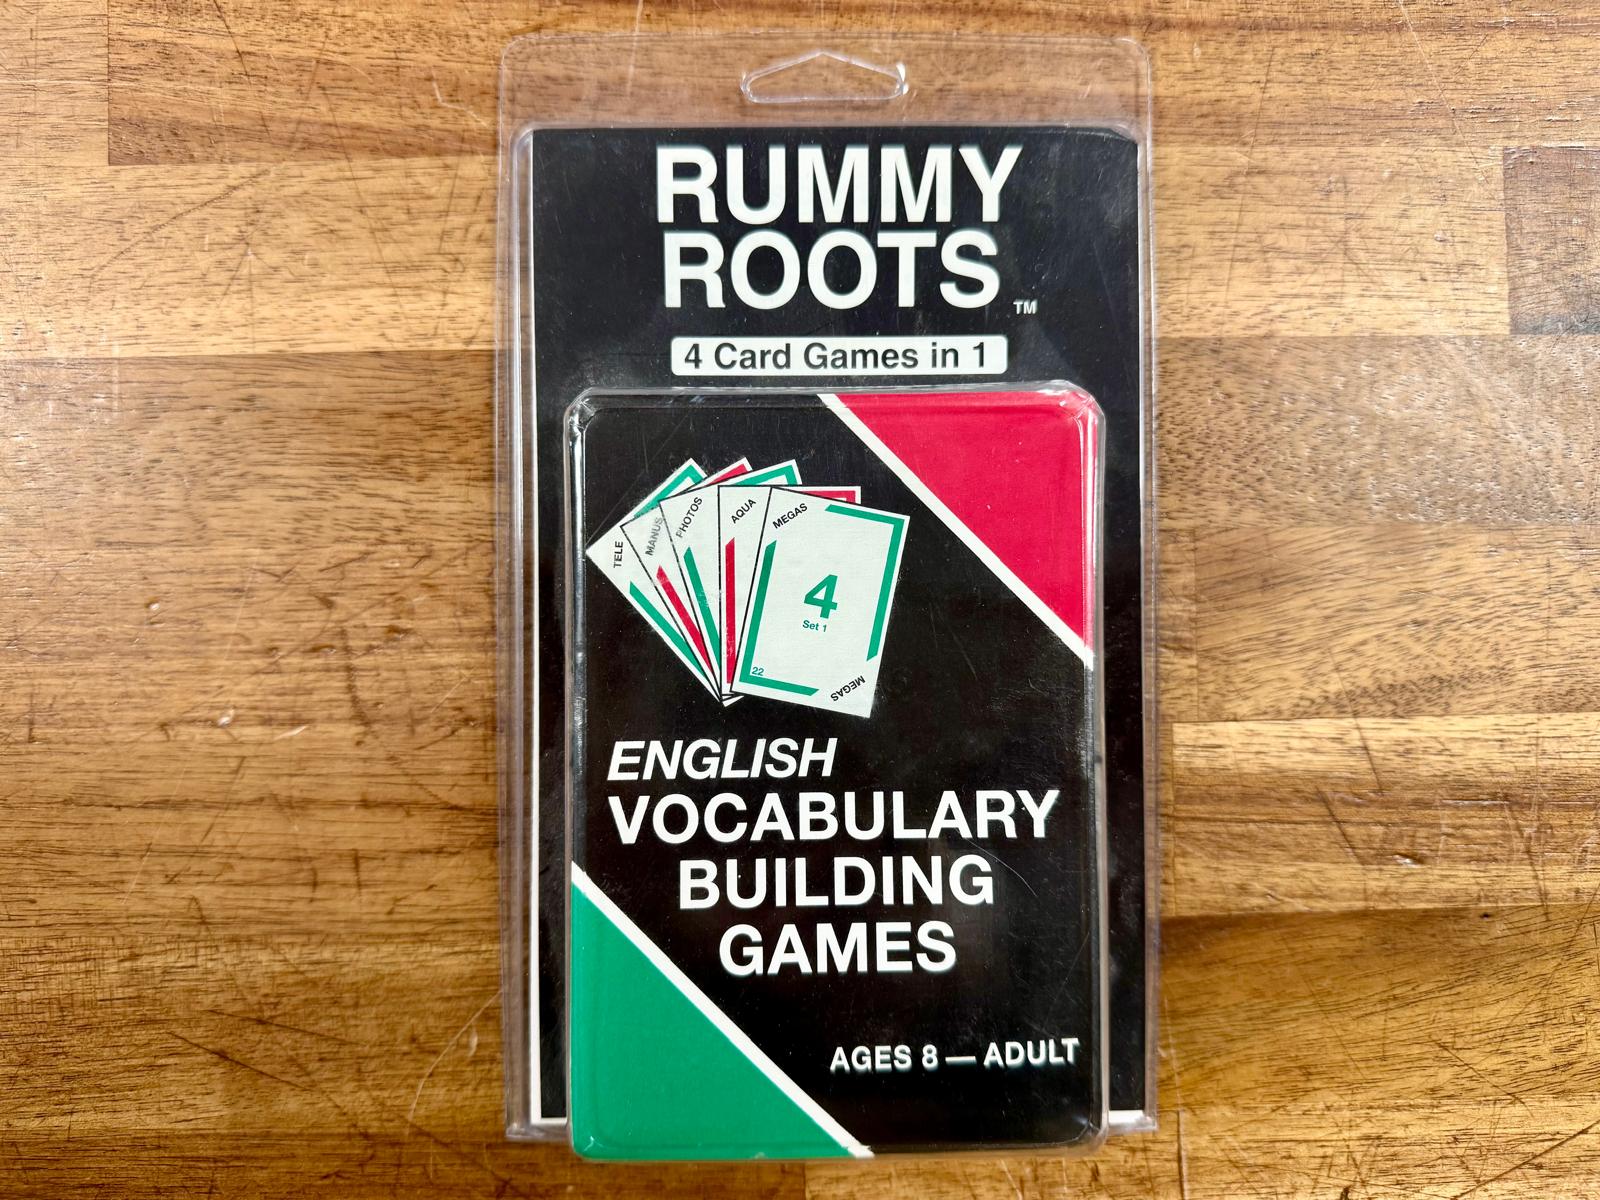 RUMMY
ROOTS ™
4 Card Games in 1
TELE
MANUS
PHOTOS
AQUA
MEGAS
4
Set 1
22
MEGAS
ENGLISH
VOCABULARY
BUILDING
GAMES
AGES 8 — ADULT